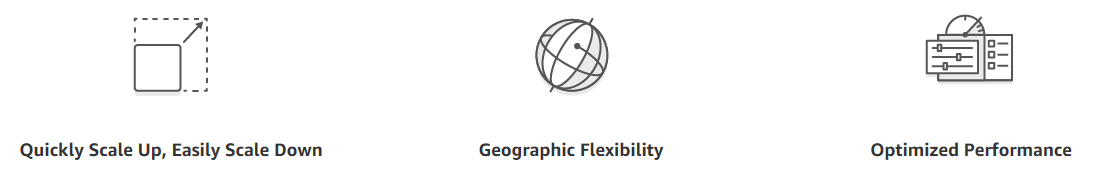 Quickly Scale Up, Easily Scale Down
Geographic Flexibility
Optimized Performance